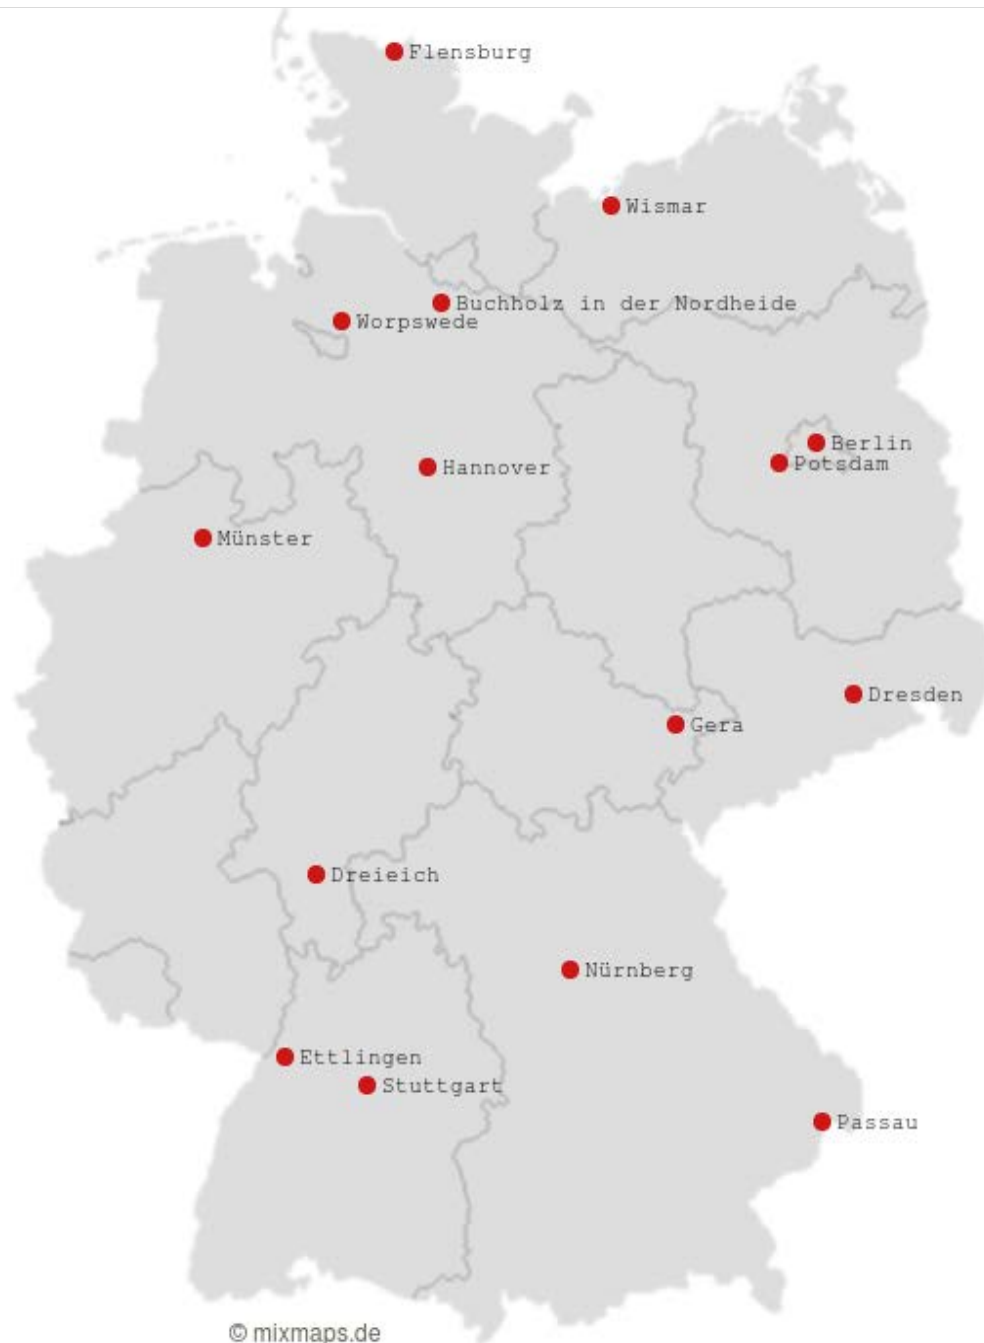 Flensburg
Wismar
Buchholz in der Nordheide
Worpswede
Berlin
Potsdam
Hannover
Münster
Dresden
Gera
Dreieich
Nürnberg
Ettlingen
Stuttgart
Passau
© mixmaps.de